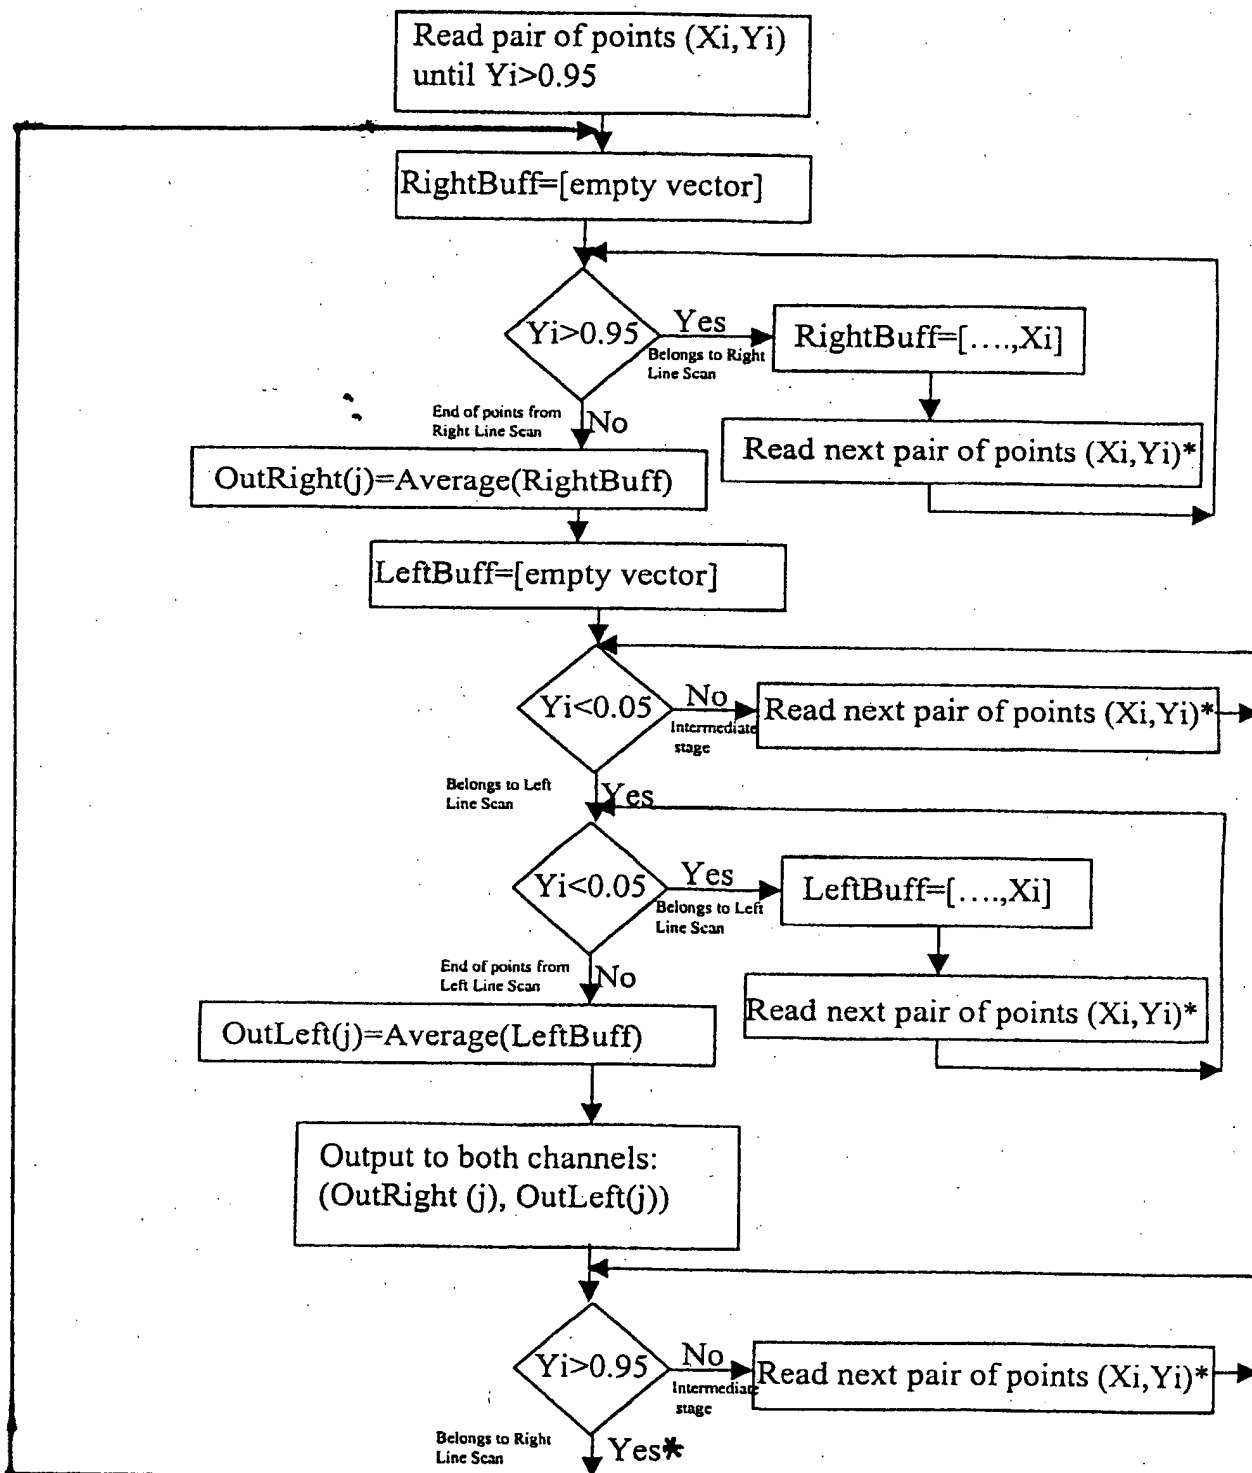 Read pair of points (Xi,Yi)
until Yi>0.95
RightBuff=[empty vector]
Yi>0.95
Yes
Belongs to Right
Line Scan
RightBuff=[....,Xi]
Read next pair of points (Xi,Yi)*
End of points from
Right Line Scan
No
OutRight(j)=Average(RightBuff)
LeftBuff=[empty vector]
Yi<0.05
No
Intermediate
stage
Read next pair of points (Xi,Yi)*
Belongs to Left
Line Scan
Yes
Yi<0.05
Yes
Belongs to Left
Line Scan
LeftBuff=[....,Xi]
Read next pair of points (Xi,Yi)*
End of points from
Left Line Scan
No
OutLeft(j)=Average(LeftBuff)
Output to both channels:
(OutRight (j), OutLeft(j))
Yi>0.95
No
Intermediate
stage
Read next pair of points (Xi,Yi)*
Belongs to Right
Line Scan
Yes*